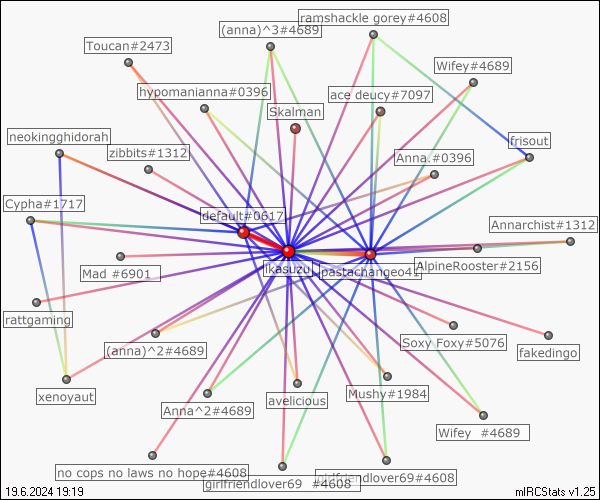 ramshackle gorey#4608
(anna)^3#4689
Toucan#2473
Wifey#4689
hypomanianna#0396
ace deucy#7097
Skalman
neokingghidorah
frisout
zibbits#1312
Anna.#0396
Cypha#1717
default#0617
Annarchist#1312
Mad #6901
ikasuzu
pastachangeo41
AlpineRooster#2156
rattgaming
(anna)^2#4689
Soxy Foxy#5076
fakedingo
xenoyaut
Anna^2#4689
avelicious
Mushy#1984
Wifey #4689
no cops no laws no hope#4608
girlfriendlover69 #4608
girlfriendlover69#4608
19.6.2024 19:19
mIRCStats v1.25